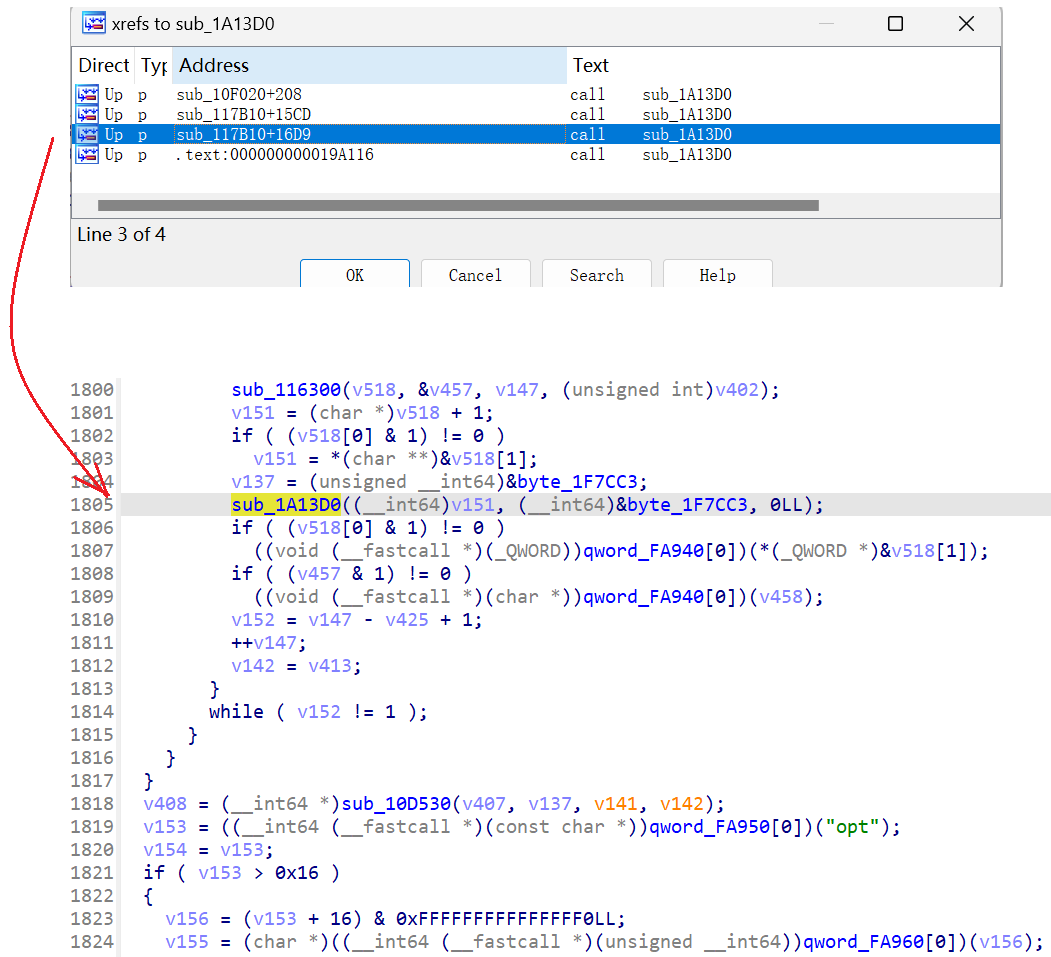 xrefs to sub_1A13D0
Direct Typ Address Text
Up p sub_10F020+208 call sub_1A13D0
Up p sub_117B10+15CD call sub_1A13D0
Up p sub_117B10+16D9 call sub_1A13D0
Up p .text:000000000019A116 call sub_1A13D0
Line 3 of 4
OK Cancel Search Help
1800 sub_116300(v518, &v457, v147, (unsigned int)v402);
1801 v151 = (char *)v518 + 1;
1802 if ( (v518[0] & 1) != 0 )
1803 v151 = *(char **)&v518[1];
1804 v137 = (unsigned __int64)&byte_1F7CC3;
1805 sub_1A13D0((__int64)v151, (__int64)&byte_1F7CC3, 0LL);
1806 if ( (v518[0] & 1) != 0 )
1807 ((void (__fastcall *)(_QWORD))qword_FA940[0])(*(_QWORD *)&v518[1]);
1808 if ( (v457 & 1) != 0 )
1809 ((void (__fastcall *)(char *))qword_FA940[0])(v458);
1810 v152 = v147 - v425 + 1;
1811 ++v147;
1812 v142 = v413;
1813 }
1814 while ( v152 != 1 );
1815 }
1816 }
1817 }
1818 v408 = (__int64 *)sub_10D530(v407, v137, v141, v142);
1819 v153 = ((__int64 (__fastcall *)(const char *))qword_FA950[0])("opt");
1820 v154 = v153;
1821 if ( v153 > 0x16 )
1822 {
1823 v156 = (v153 + 16) & 0xFFFFFFFFFFFFFFF0LL;
1824 v155 = (char *)((__int64 (__fastcall *)(unsigned __int64))qword_FA960[0])(v156);